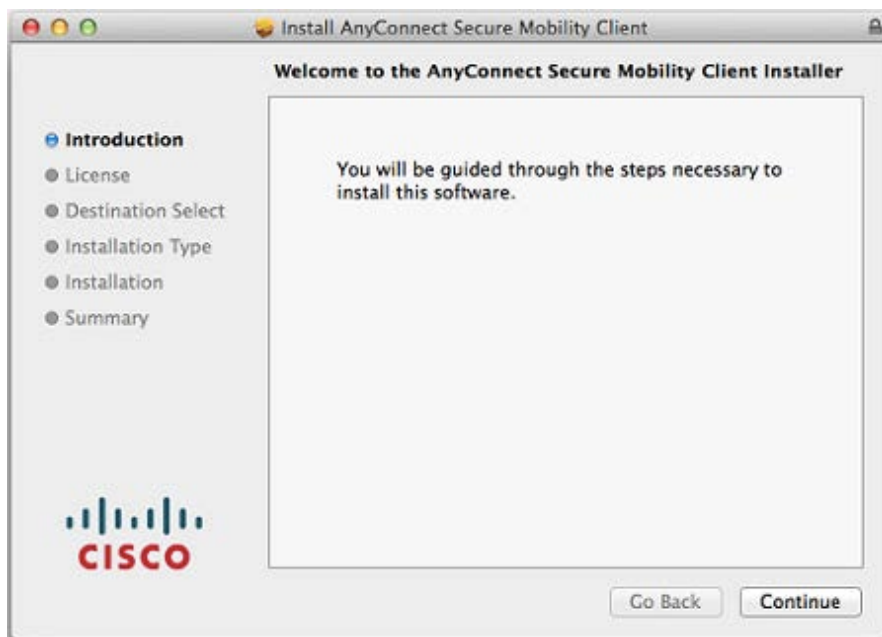 Install AnyConnect Secure Mobility Client
Welcome to the AnyConnect Secure Mobility Client Installer
Introduction
License
Destination Select
Installation Type
Installation
Summary
You will be guided through the steps necessary to
install this software.
CISCO
Go Back
Continue